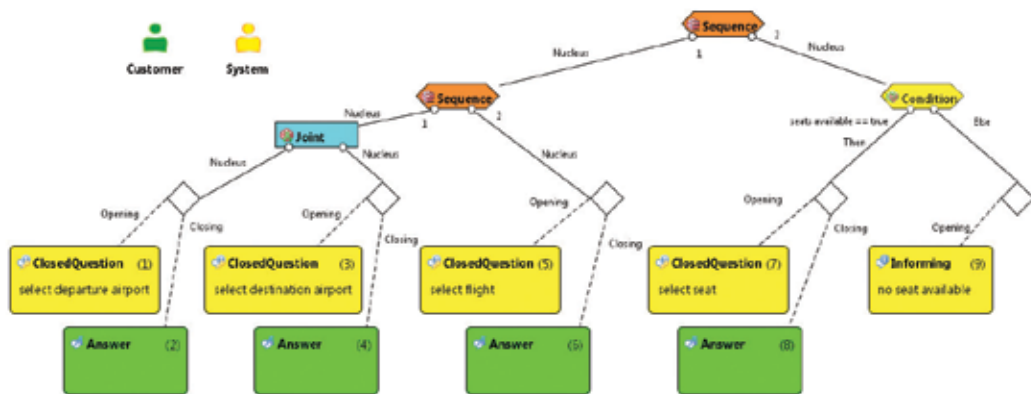 Sequence
1
2
Nucleus
Nucleus
Customer
System
Sequence
1
2
Nucleus
Nucleus
Condition
seats available == true
Then
Else
Joint
Nucleus
Nucleus
Opening
Closing
Opening
Closing
Opening
Closing
Opening
Closing
Opening
ClosedQuestion (1)
select departure airport
ClosedQuestion (3)
select destination airport
ClosedQuestion (5)
select flight
ClosedQuestion (7)
select seat
Informing (9)
no seat available
Answer (2)
Answer (4)
Answer (6)
Answer (8)